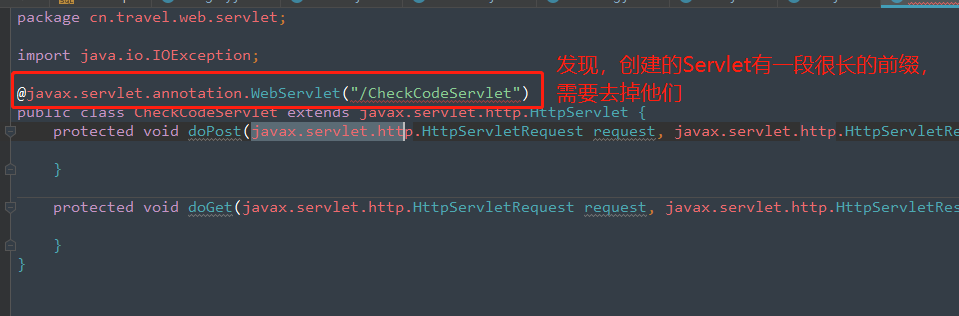 package cn.travel.web.servlet;
import java.io.IOException;
@javax.servlet.annotation.WebServlet("/CheckCodeServlet")
发现，创建的Servlet有一段很长的前缀，
需要去掉他们
public class CheckCodeServlet extends javax.servlet.http.HttpServlet {
protected void doPost(javax.servlet.http.HttpServletRequest request, javax.servlet.http.HttpServletRe
}
protected void doGet(javax.servlet.http.HttpServletRequest request, javax.servlet.http.HttpServletRes
}
}